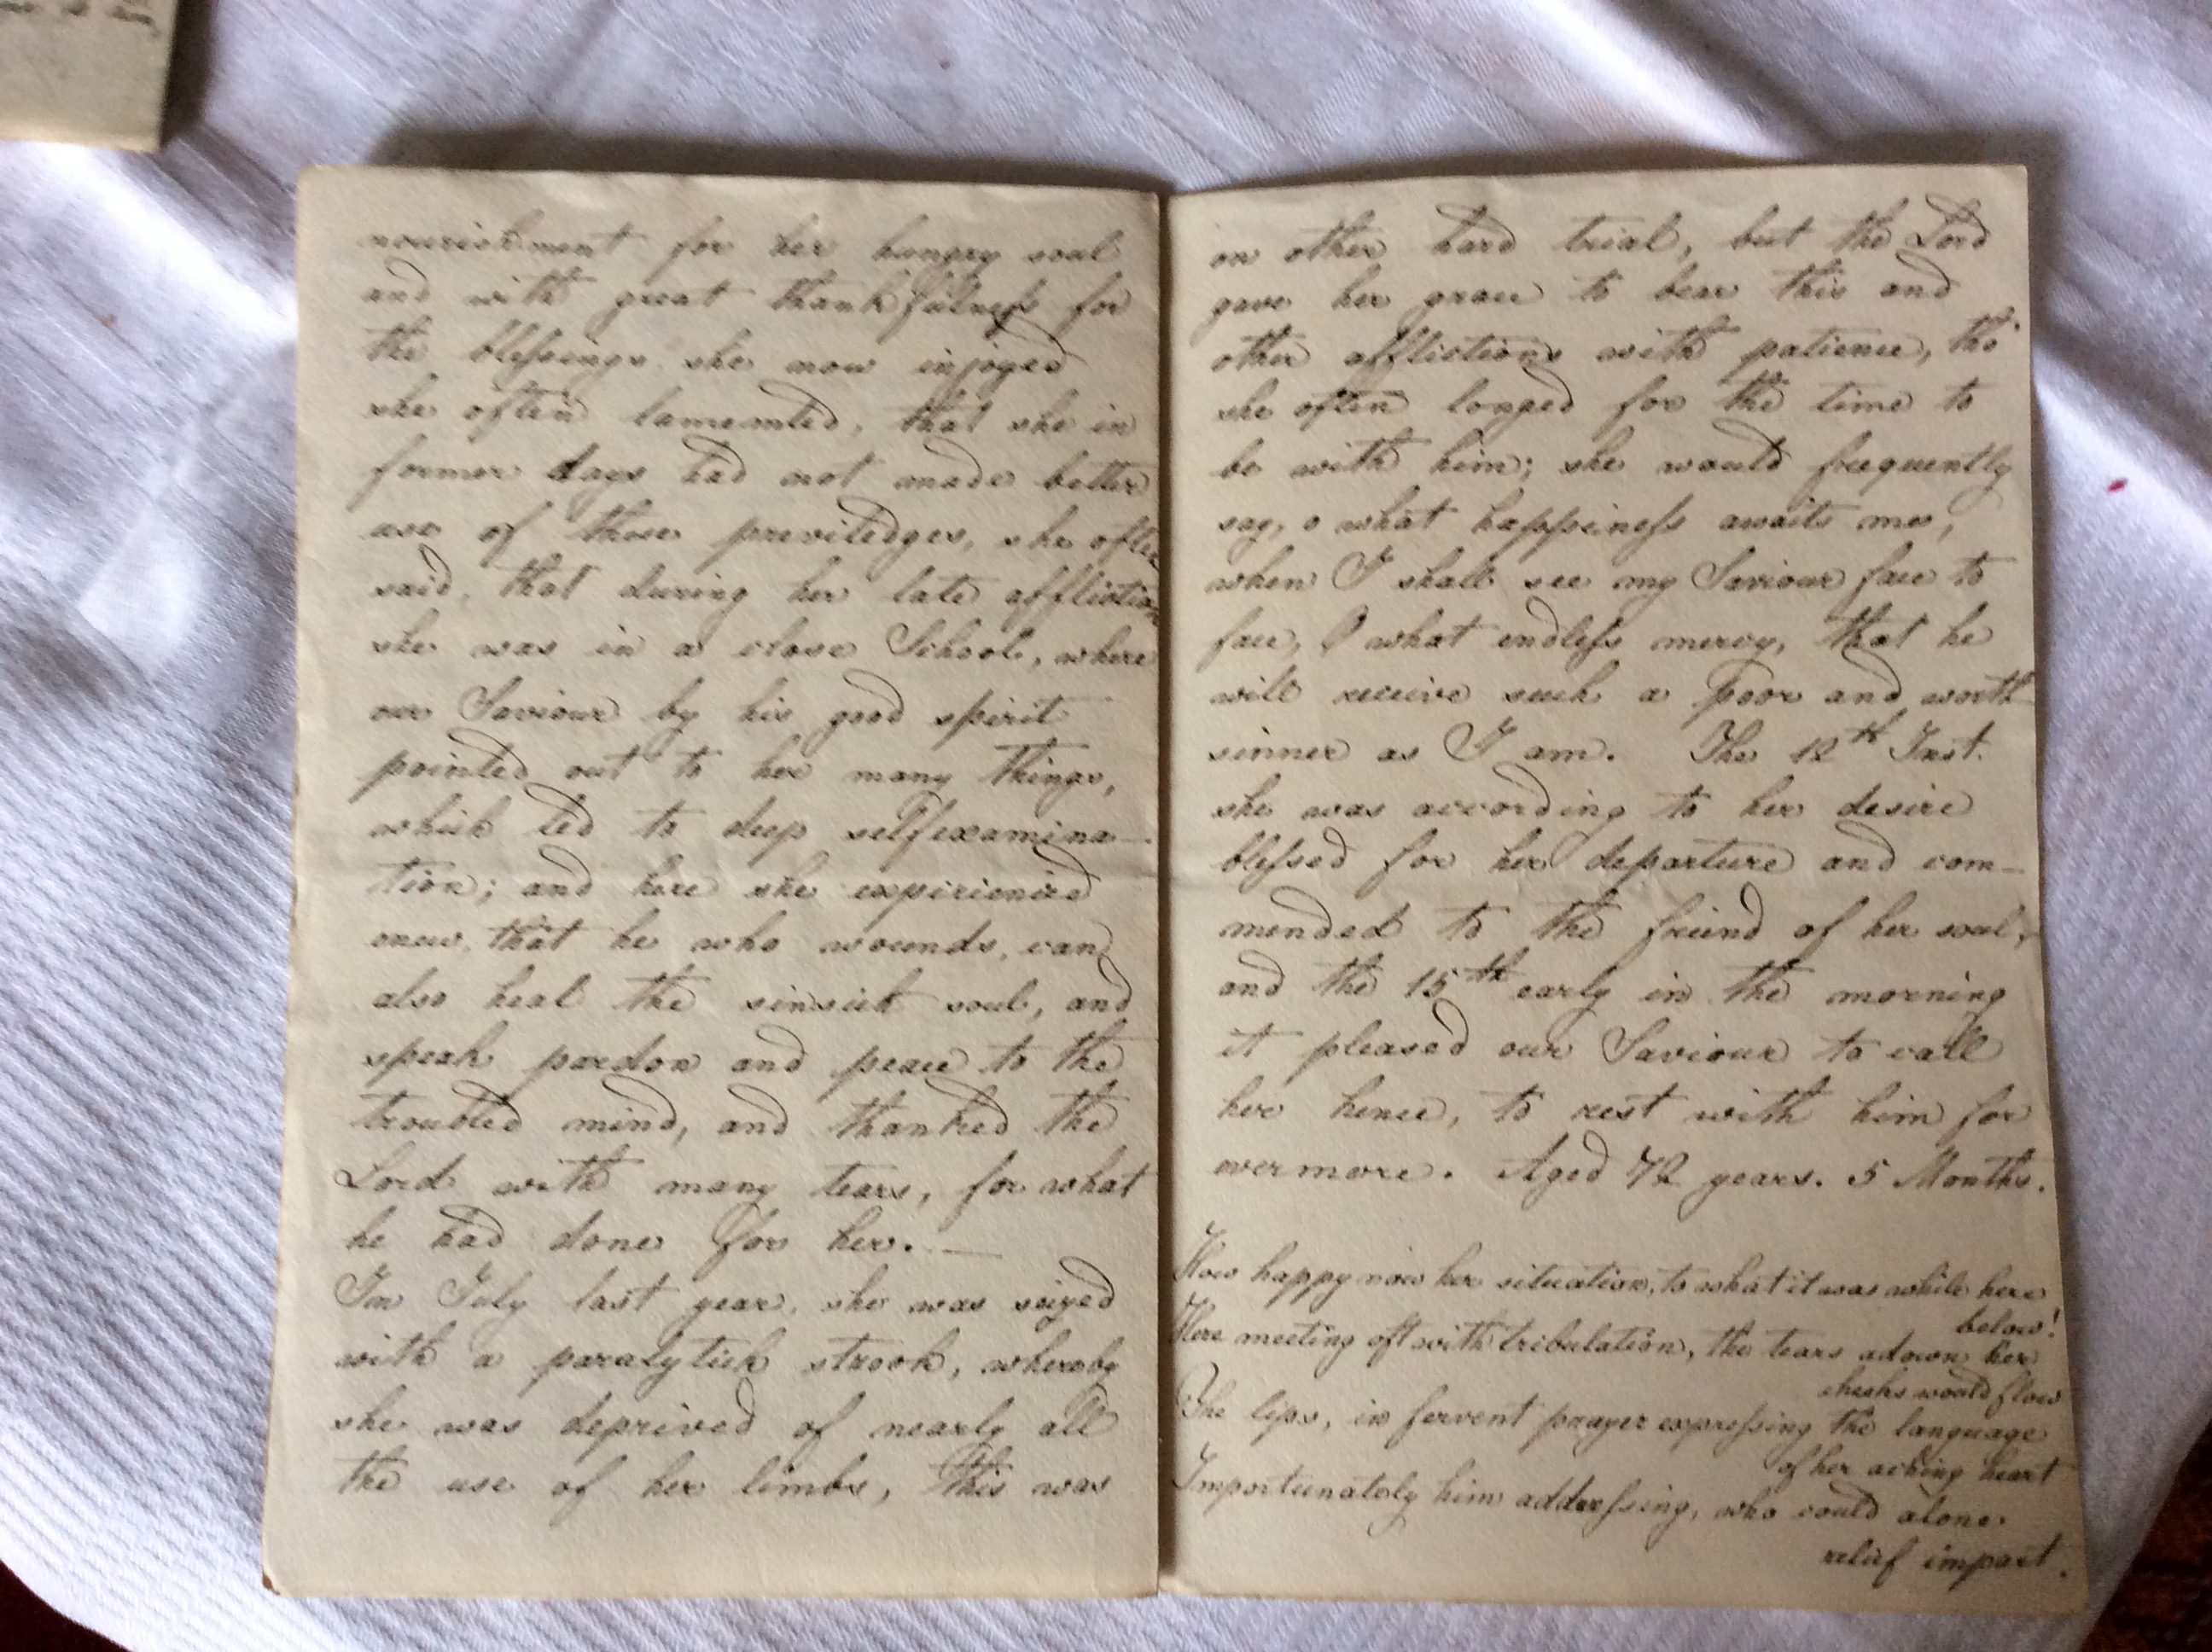 nourishment for her hungry soul
and with great thankfulness for
the blessings she now injoyed
she often lamented, that she in
former days had not made better
use of those previledges, she often
said, that during her late affliction
she was in a close School, where
our Saviour by his good spirit
pointed out to her many things,
which led to deep selfexamina-
tion; and here she expirienced
anew, that he who wounds, can
also heal the sinsick soul, and
speak pardon and peace to the
troubled mind, and thanked the
Lord with many tears, for what
he had done for her. —
In July last year, she was seized
with a paralytick strook, whereby
she was deprived of nearly all
the use of her limbs, This was
an other hard trial, but the Lord
gave her grace to bear this and
other afflictions with patience, tho'
she often longed for the time to
be with him; she would frequently
say, o what happiness awaits me,
when I shall see my Saviour face to
face, O what endless mercy, that he
will receive such a poor and worth
sinner as I am. The 12th Inst.
she was according to her desire
blessed for her departure and com-
mended to the friend of her soul,
and the 15th early in the morning
it pleased our Saviour to call
her hence, to rest with him for
evermore. Aged 72 years. 5 Months.
How happy now her situation, to what it was while here
below!
Here meeting oft with tribulation, the tears adown her
cheeks would flow
The lips, in fervent prayer expressing the language
of her aching heart
Importunately him addressing, who could alone
relief impart.